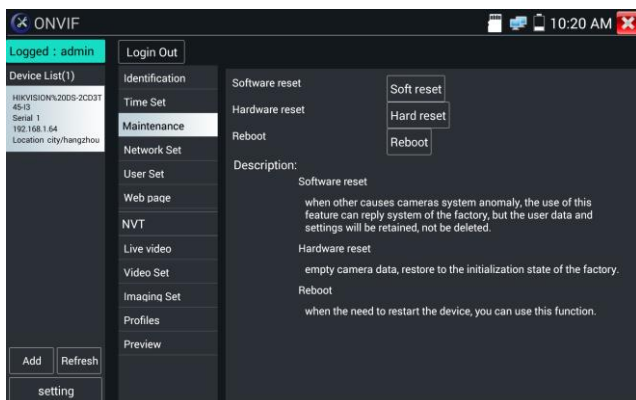 ONVIF
10:20 AM
Logged : admin
Login Out
Device List(1)
HIKVISION%20DS-2CD3T
45-I3
Serial 1
192.168.1.64
Location city/hangzhou
Add
Refresh
setting
Identification
Time Set
Maintenance
Network Set
User Set
Web page
NVT
Live video
Video Set
Imaging Set
Profiles
Preview
Software reset
Soft reset
Hardware reset
Hard reset
Reboot
Reboot
Description:
Software reset
when other causes cameras system anomaly, the use of this
feature can reply system of the factory, but the user data and
settings will be retained, not be deleted.
Hardware reset
empty camera data, restore to the initialization state of the factory.
Reboot
when the need to restart the device, you can use this function.